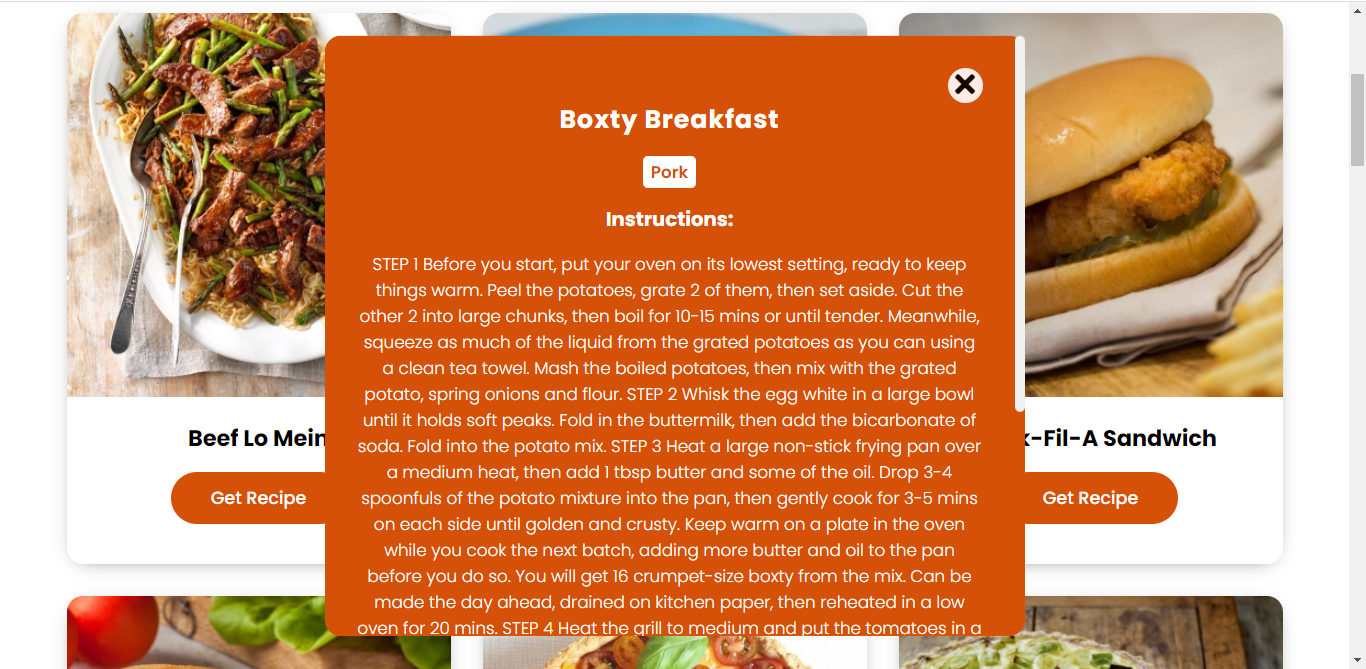 Boxty Breakfast
Pork
Instructions:
STEP 1 Before you start, put your oven on its lowest setting, ready to keep
things warm. Peel the potatoes, grate 2 of them, then set aside. Cut the
other 2 into large chunks, then boil for 10-15 mins or until tender. Meanwhile,
squeeze as much of the liquid from the grated potatoes as you can using
a clean tea towel. Mash the boiled potatoes, then mix with the grated
potato, spring onions and flour. STEP 2 Whisk the egg white in a large bowl
until it holds soft peaks. Fold in the buttermilk, then add the bicarbonate of
soda. Fold into the potato mix. STEP 3 Heat a large non-stick frying pan over
a medium heat, then add 1 tbsp butter and some of the oil. Drop 3-4
spoonfuls of the potato mixture into the pan, then gently cook for 3-5 mins
on each side until golden and crusty. Keep warm on a plate in the oven
while you cook the next batch, adding more butter and oil to the pan
before you do so. You will get 16 crumpet-size boxty from the mix. Can be
made the day ahead, drained on kitchen paper, then reheated in a low
oven for 20 mins. STEP 4 Heat the grill to medium and put the tomatoes in a
Beef Lo Mein
Get Recipe
k-Fil-A Sandwich
Get Recipe